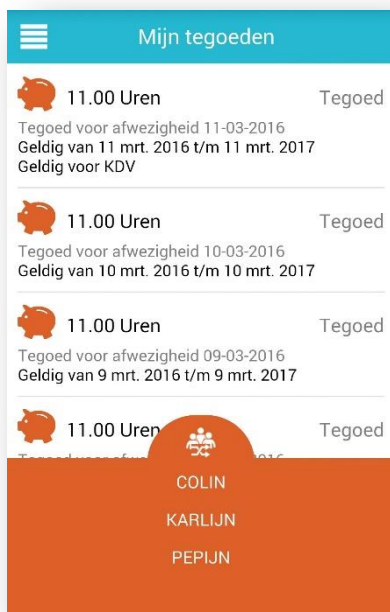 Mijn tegoeden
11.00 Uren Tegoed
Tegoed voor afwezigheid 11-03-2016
Geldig van 11 mrt. 2016 t/m 11 mrt. 2017
Geldig voor KDV
11.00 Uren Tegoed
Tegoed voor afwezigheid 10-03-2016
Geldig van 10 mrt. 2016 t/m 10 mrt. 2017
11.00 Uren Tegoed
Tegoed voor afwezigheid 09-03-2016
Geldig van 9 mrt. 2016 t/m 9 mrt. 2017
11.00 Uren Tegoed
COLIN
KARLIJN
PEPIJN